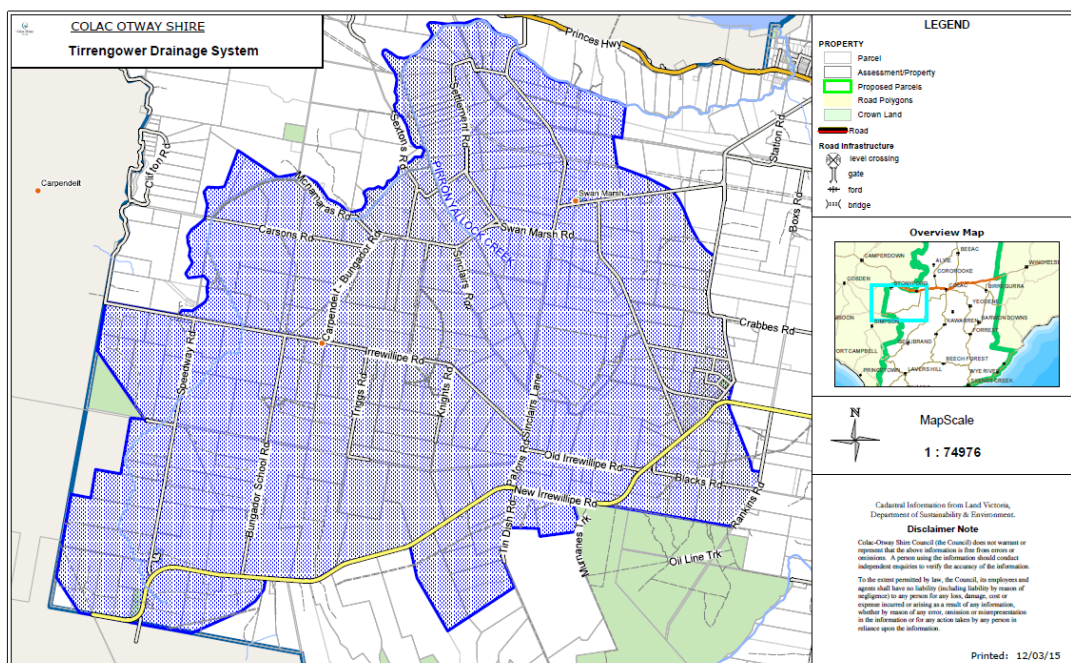 COLAC OTWAY SHIRE
Tirrengower Drainage System
Princes Hwy
Settlement Rd
Sextons Rd
Station Rd
Clifton Rd
Carpendeit
Mcnamaras Rd
PIRRON YALLOCK CREEK
Swan Marsh
Boxs Rd
Carsons Rd
Swan Marsh Rd
Carpendeit - Bungador Rd
Sinclairs Rd
Crabbes Rd
Speedway Rd
Irrewillipe Rd
Triggs Rd
Knights Rd
Sinclairs Lane
Bungador School Rd
Patons Rd
Old Irrewillipe Rd
Blacks Rd
New Irrewillipe Rd
Rankins Rd
Tin Dish Rd
Murnanes Trk
Oil Line Trk
LEGEND
PROPERTY
Parcel
Assessment/Property
Proposed Parcels
Road Polygons
Crown Land
Road
Road Infrastructure
level crossing
gate
ford
bridge
Overview Map
CAMPERDOWN
BEEAC
ALVIE
COROROOKE
WINCHELSE
COBDEN
COLAC
BIRREGURRA
YEODENE
SIMPSON
KAWARREN
BARWON DOWNS
FORREST
GELLIBRAND
ORT CAMPBELL
BEECH FOREST
PRINCETOWN
LAVERS HILL
WYE RIVER
N
MapScale
1 : 74976
Cadastral Information from Land Victoria,
Department of Sustainability & Environment.
Disclaimer Note
Colac-Otway Shire Council (the Council) does not warrant or
represent that the above information is free from errors or
omissions. A person using the information should conduct
independent enquiries to verify the accuracy of the information.
To the extent permitted by law, the Council, its employees and
agents shall have no liability (including liability by reason of
negligence) to any person for any loss, damage, cost or
expense incurred or arising as a result of any information,
whether by reason of any error, omission or misrepresentation
in the information or for any action taken by any person in
reliance upon the information.
Printed: 12/03/15